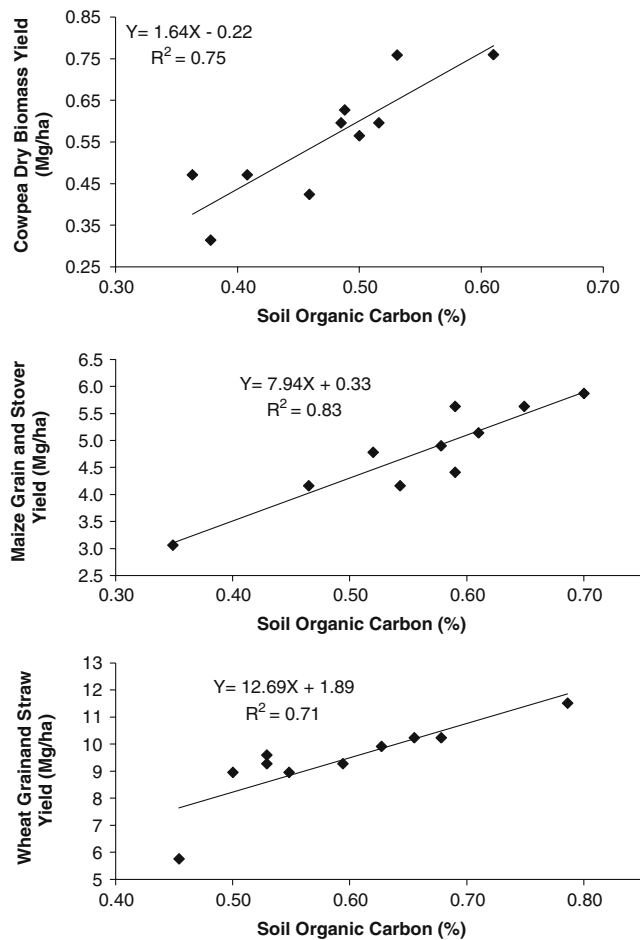 Y= 1.64X - 0.22
R² = 0.75
Cowpea Dry Biomass Yield
(Mg/ha)
0.85
0.75
0.65
0.55
0.45
0.35
0.25
0.30 0.40 0.50 0.60 0.70
Soil Organic Carbon (%)
Y= 7.94X + 0.33
R² = 0.83
Maize Grain and Stover
Yield (Mg/ha)
6.5
6.0
5.5
5.0
4.5
4.0
3.5
3.0
2.5
0.30 0.40 0.50 0.60 0.70
Soil Organic Carbon (%)
Y= 12.69X + 1.89
R² = 0.71
Wheat Grainand Straw
Yield (Mg/ha)
13
12
11
10
9
8
7
6
5
0.40 0.50 0.60 0.70 0.80
Soil Organic Carbon (%)